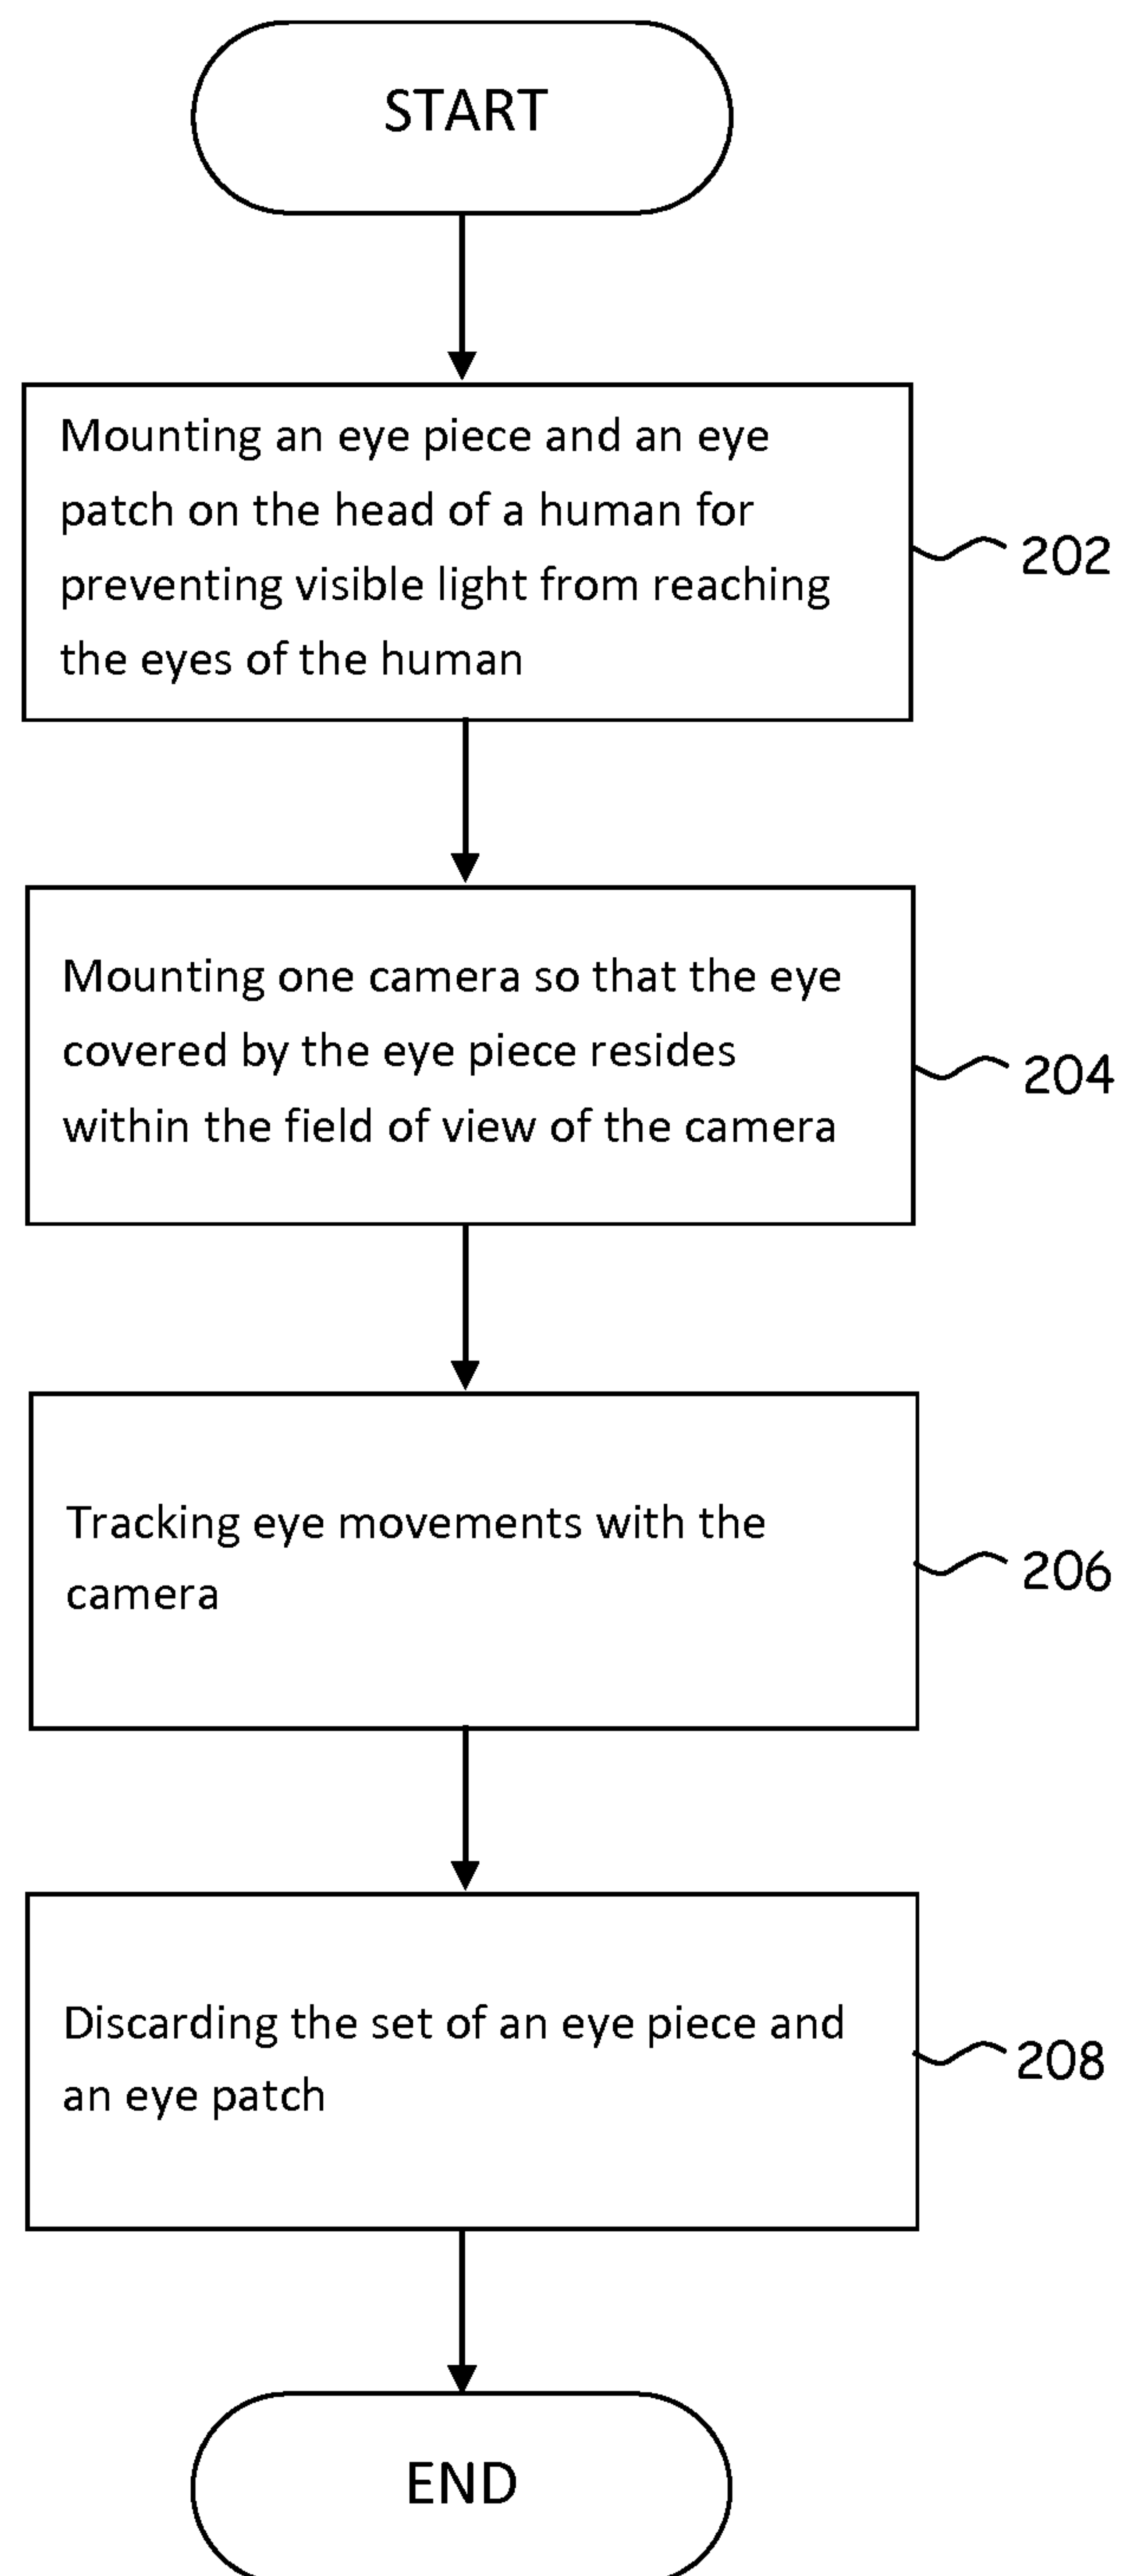 START
Mounting an eye piece and an eye
patch on the head of a human for
preventing visible light from reaching
the eyes of the human
202
Mounting one camera so that the eye
covered by the eye piece resides
within the field of view of the camera
204
Tracking eye movements with the
camera
206
Discarding the set of an eye piece and
an eye patch
208
END